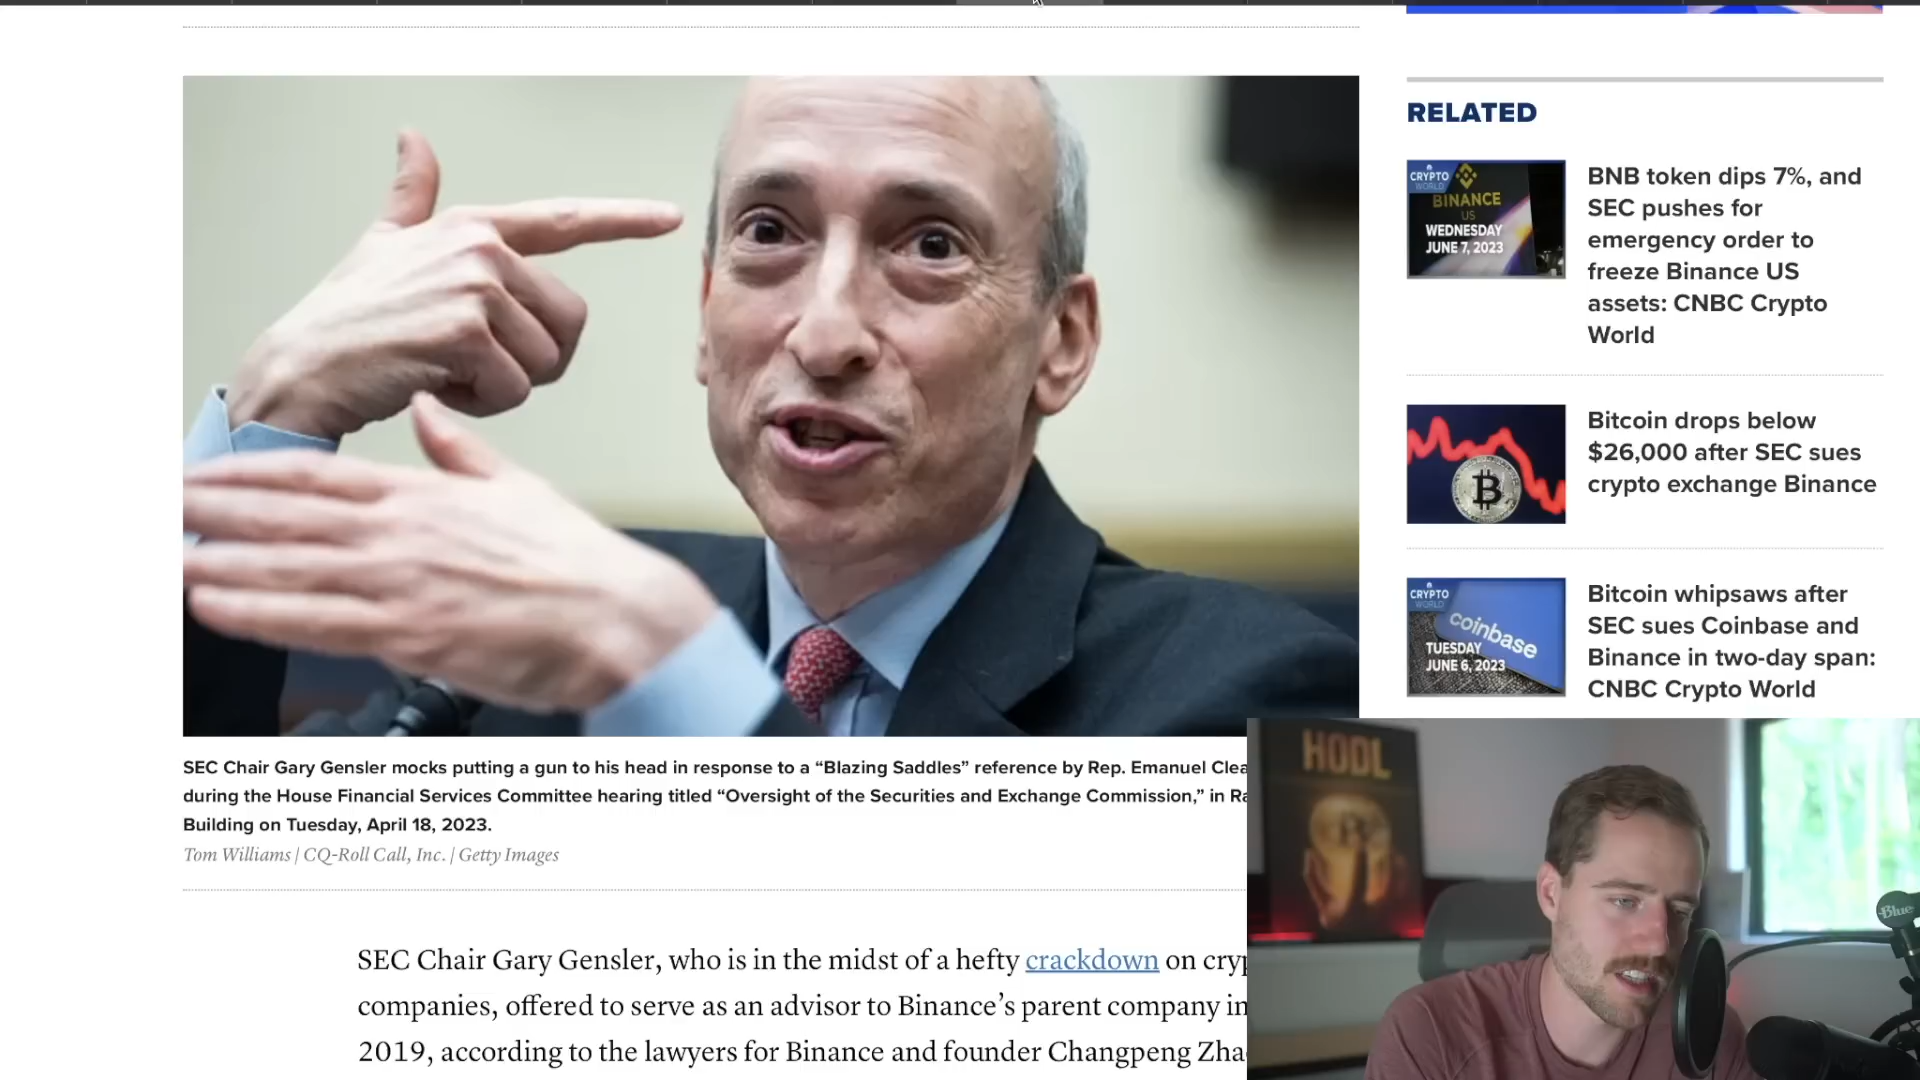 SEC Chair Gary Gensler mocks putting a gun to his head in response to a “Blazing Saddles” reference by Rep. Emanuel Clea
during the House Financial Services Committee hearing titled “Oversight of the Securities and Exchange Commission,” in Ra
Building on Tuesday, April 18, 2023.
Tom Williams | CQ-Roll Call, Inc. | Getty Images
SEC Chair Gary Gensler, who is in the midst of a hefty crackdown on cryp
companies, offered to serve as an advisor to Binance’s parent company in
2019, according to the lawyers for Binance and founder Changpeng Zha
RELATED
CRYPTO
WORLD
BINANCE
US
WEDNESDAY
JUNE 7, 2023
BNB token dips 7%, and
SEC pushes for
emergency order to
freeze Binance US
assets: CNBC Crypto
World
Bitcoin drops below
$26,000 after SEC sues
crypto exchange Binance
CRYPTO
WORLD
coinbase
TUESDAY
JUNE 6, 2023
Bitcoin whipsaws after
SEC sues Coinbase and
Binance in two-day span:
CNBC Crypto World
HODL
Blue